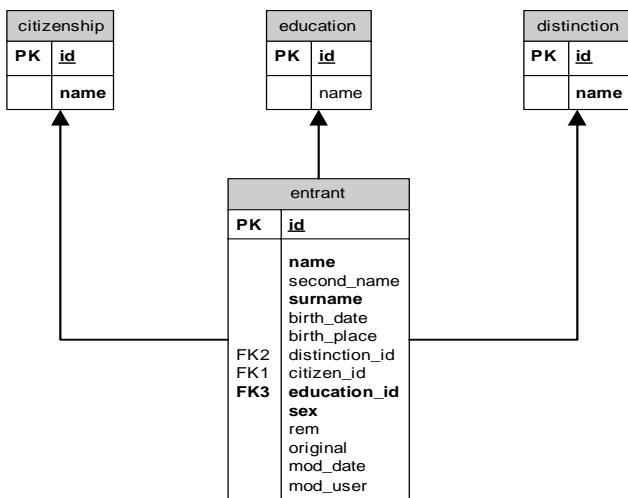 citizenship
PK id
name
education
PK id
name
distinction
PK id
name
entrant
PK id
name
second_name
surname
birth_date
birth_place
FK2 distinction_id
FK1 citizen_id
FK3 education_id
sex
rem
original
mod_date
mod_user